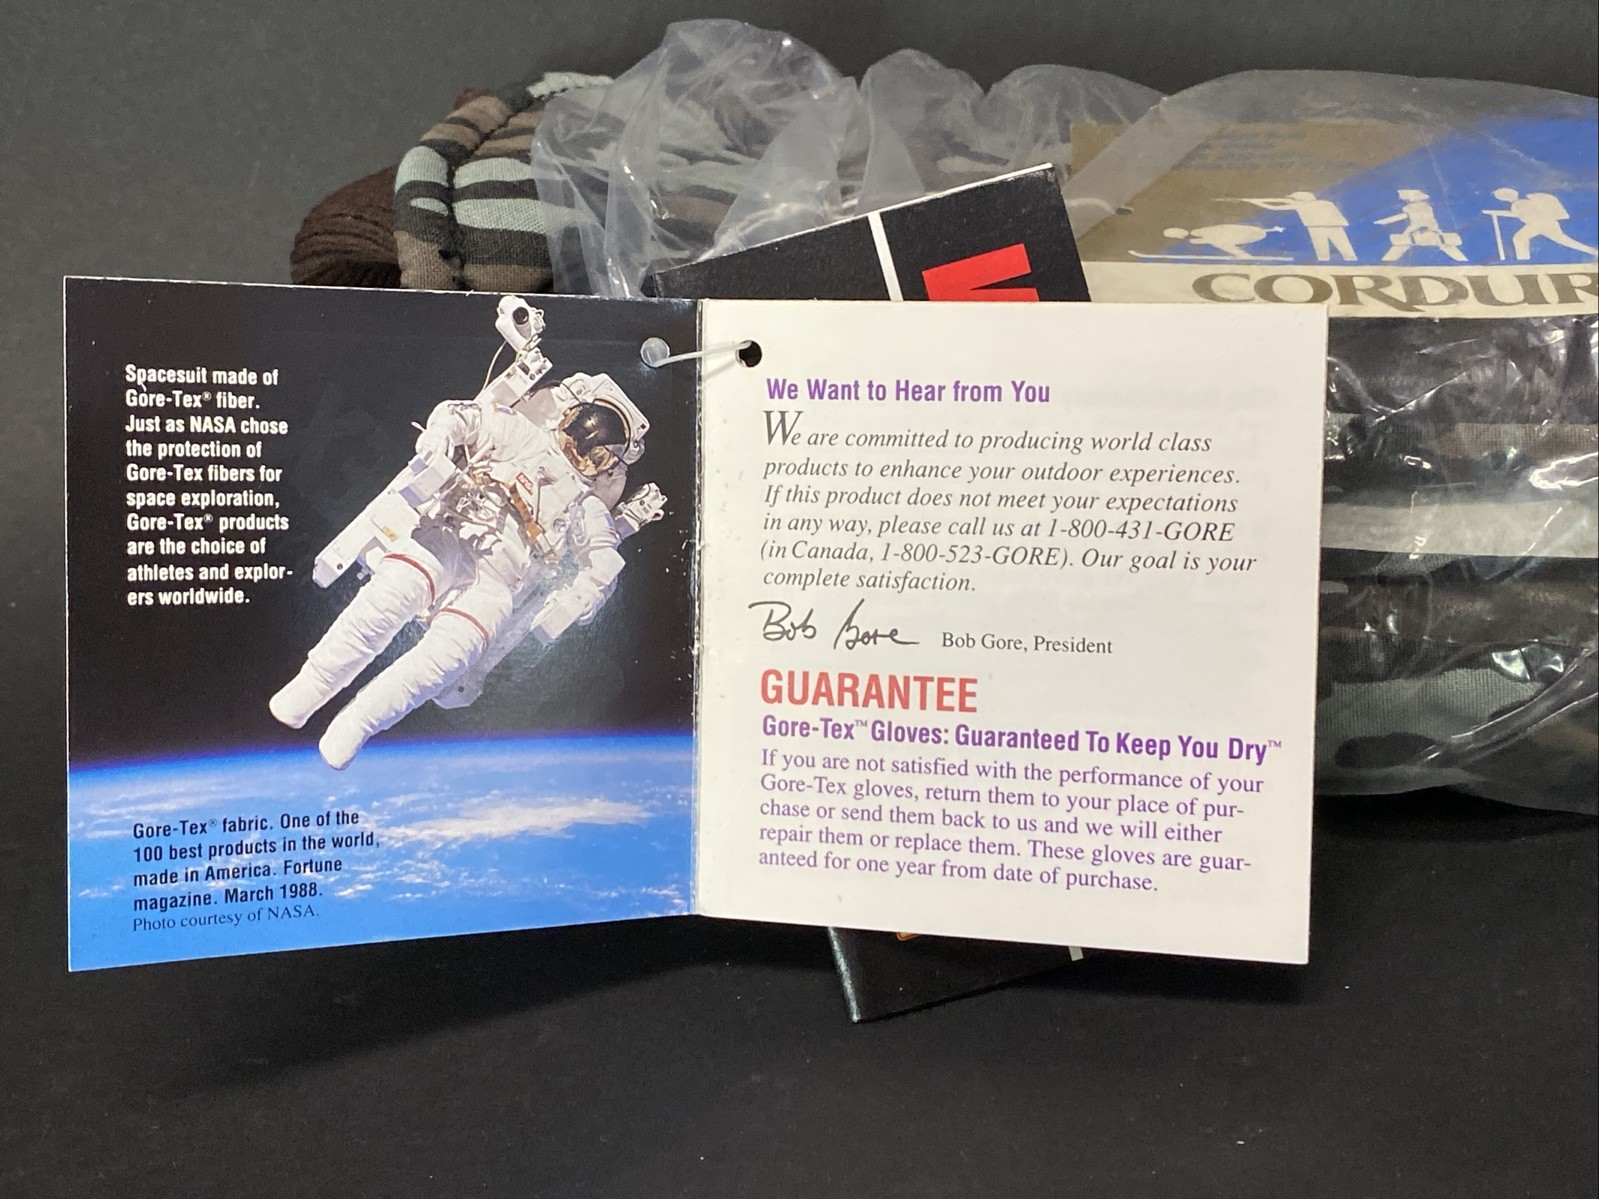 Spacesuit made of
Gore-Tex® fiber.
Just as NASA chose
the protection of
Gore-Tex fibers for
space exploration,
Gore-Tex® products
are the choice of
athletes and explor-
ers worldwide.
Gore-Tex® fabric. One of the
100 best products in the world,
made in America. Fortune
magazine. March 1988.
Photo courtesy of NASA.
We Want to Hear from You
We are committed to producing world class
products to enhance your outdoor experiences.
If this product does not meet your expectations
in any way, please call us at 1-800-431-GORE
(in Canada, 1-800-523-GORE). Our goal is your
complete satisfaction.
Bob Gore Bob Gore, President
GUARANTEE
Gore-Tex™ Gloves: Guaranteed To Keep You Dry™
If you are not satisfied with the performance of your
Gore-Tex gloves, return them to your place of pur-
chase or send them back to us and we will either
repair them or replace them. These gloves are guar-
anteed for one year from date of purchase.
CORDUR